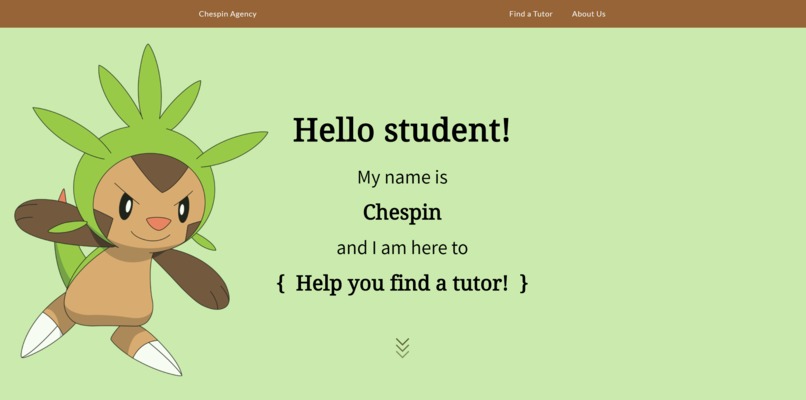 Chespin Agency
Find a Tutor
About Us
Hello student!
My name is
Chespin
and I am here to
{ Help you find a tutor! }